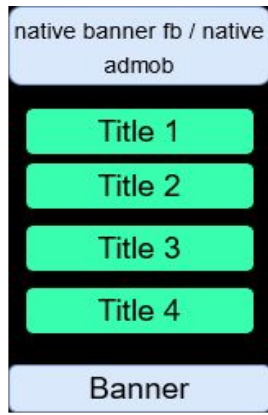 native banner fb / native
admob
Title 1
Title 2
Title 3
Title 4
Banner